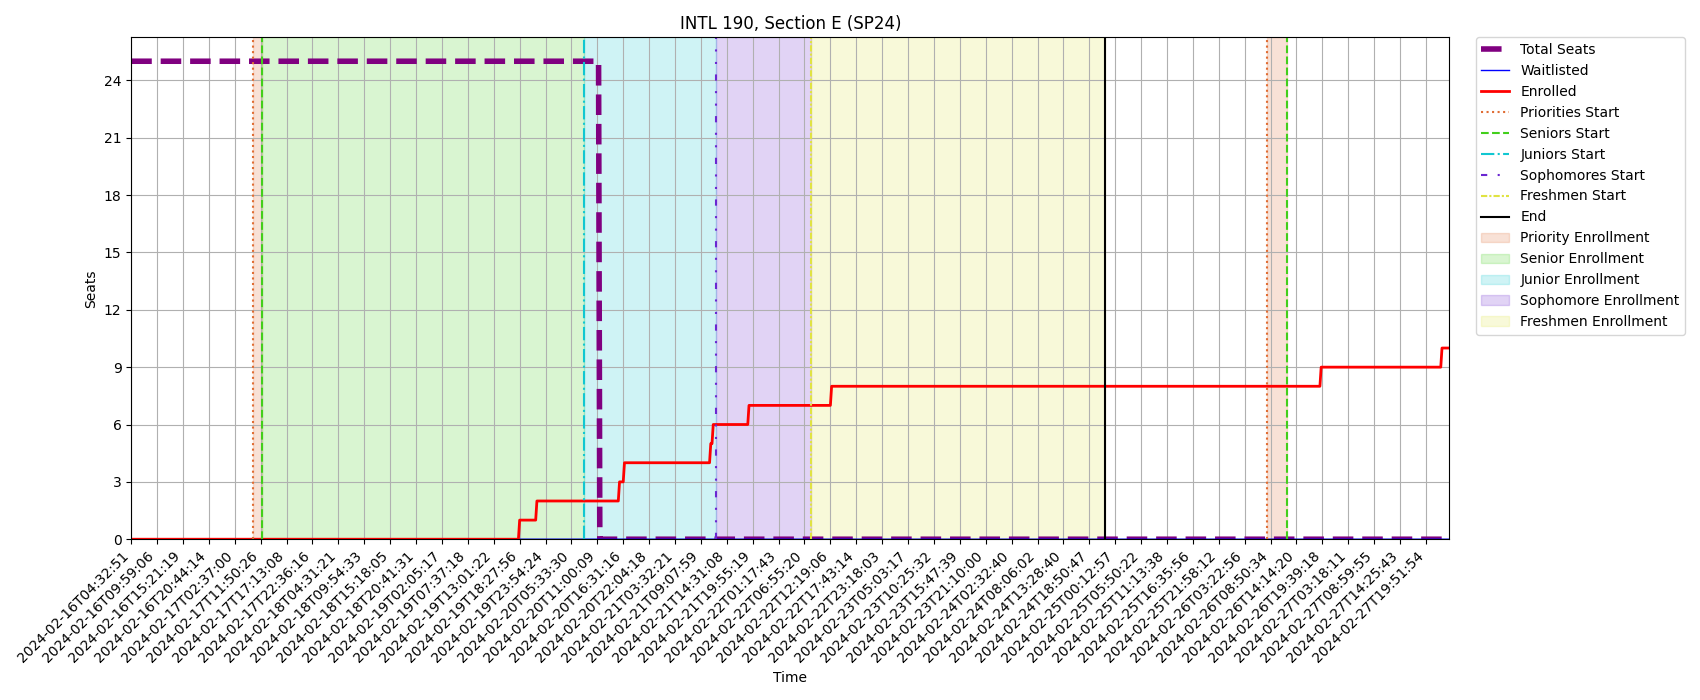 INTL 190, Section E (SP24)
Seats
24
21
18
15
12
9
6
3
0
2024-02-16T04:32:51
2024-02-16T09:59:06
2024-02-16T15:21:19
2024-02-16T20:44:14
2024-02-17T02:37:00
2024-02-17T11:50:26
2024-02-17T17:13:08
2024-02-17T22:36:16
2024-02-18T04:31:21
2024-02-18T09:54:33
2024-02-18T15:18:05
2024-02-18T20:41:31
2024-02-19T02:05:17
2024-02-19T07:37:18
2024-02-19T13:01:22
2024-02-19T18:27:56
2024-02-19T23:54:24
2024-02-20T05:33:30
2024-02-20T11:00:09
2024-02-20T16:31:16
2024-02-20T22:04:18
2024-02-21T03:32:21
2024-02-21T09:07:59
2024-02-21T14:31:08
2024-02-21T19:55:19
2024-02-22T01:17:43
2024-02-22T06:55:20
2024-02-22T12:19:06
2024-02-22T17:43:14
2024-02-22T23:18:03
2024-02-23T05:03:17
2024-02-23T10:25:32
2024-02-23T15:47:39
2024-02-23T21:10:00
2024-02-24T02:32:40
2024-02-24T08:06:02
2024-02-24T13:28:40
2024-02-24T18:50:47
2024-02-25T00:12:57
2024-02-25T05:50:22
2024-02-25T11:13:38
2024-02-25T16:35:56
2024-02-25T21:58:12
2024-02-26T03:22:56
2024-02-26T08:50:34
2024-02-26T14:14:20
2024-02-26T19:39:18
2024-02-27T03:18:11
2024-02-27T08:59:55
2024-02-27T14:25:43
2024-02-27T19:51:54
Time
Total Seats
Waitlisted
Enrolled
Priorities Start
Seniors Start
Juniors Start
Sophomores Start
Freshmen Start
End
Priority Enrollment
Senior Enrollment
Junior Enrollment
Sophomore Enrollment
Freshmen Enrollment